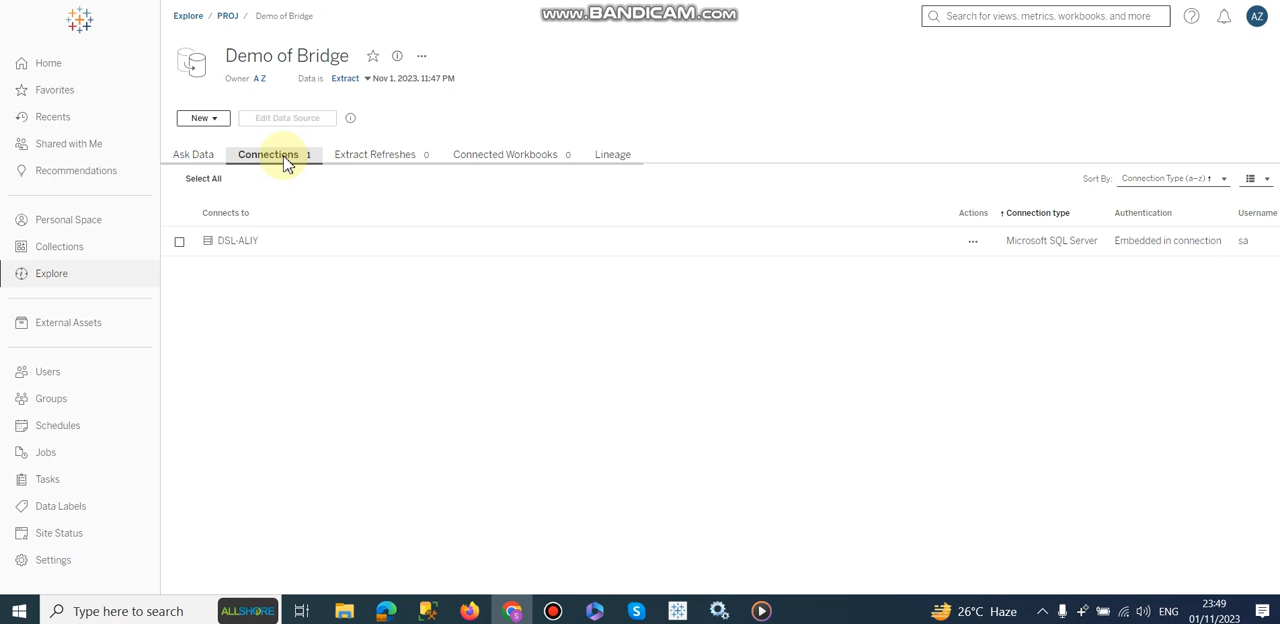 Explore / PROJ / Demo of Bridge
www.BANDICAM.com
Search for views, metrics, workbooks, and more
AZ
Demo of Bridge
Owner A Z Data is Extract Nov 1, 2023, 11:47 PM
New
Edit Data Source
Home
Favorites
Recents
Shared with Me
Recommendations
Personal Space
Collections
Explore
External Assets
Users
Groups
Schedules
Jobs
Tasks
Data Labels
Site Status
Settings
Ask Data Connections 1 Extract Refreshes 0 Connected Workbooks 0 Lineage
Select All
Sort By: Connection Type (a–z) ↑
Connects to Actions ↑ Connection type Authentication Username
DSL-ALIY ... Microsoft SQL Server Embedded in connection sa
Type here to search
ALLSHORE
26°C Haze
ENG
23:49
01/11/2023